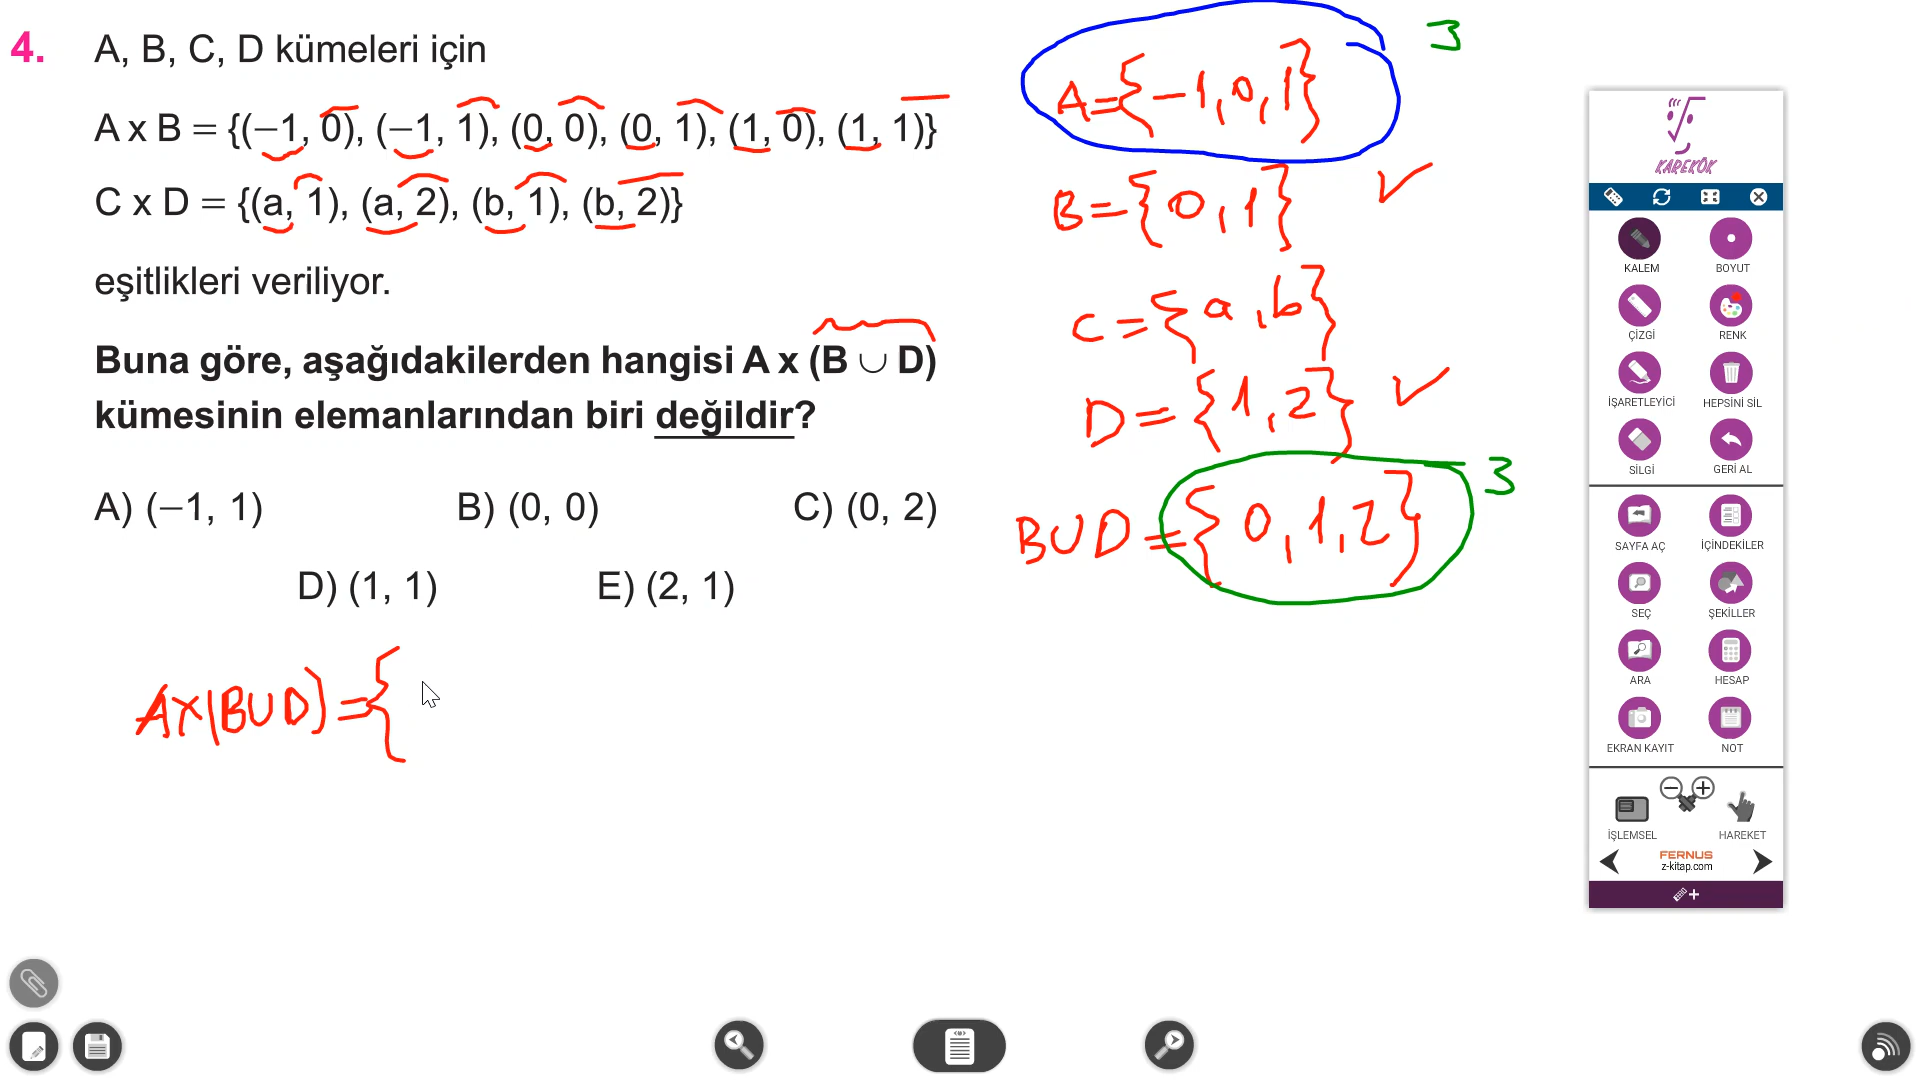 4. A, B, C, D kümeleri için
A x B = {(−1, 0), (−1, 1), (0, 0), (0, 1), (1, 0), (1, 1)}
C x D = {(a, 1), (a, 2), (b, 1), (b, 2)}
eşitlikleri veriliyor.
Buna göre, aşağıdakilerden hangisi A x (B ∪ D)
kümesinin elemanlarından biri değildir?
A) (−1, 1) B) (0, 0) C) (0, 2)
D) (1, 1) E) (2, 1)
AX(BUD)={
A={-1,0,1} 3
B={0,1}
C={a,b}
D={1,2}
BUD={0,1,2} 3
KAREKÖK
KALEM BOYUT
ÇİZGİ RENK
İŞARETLEYİCİ HEPSİNİ SİL
SİLGİ GERİ AL
SAYFA AÇ İÇİNDEKİLER
SEÇ ŞEKİLLER
ARA HESAP
EKRAN KAYIT NOT
İŞLEMSEL HAREKET
FERNUS
z-kitap.com